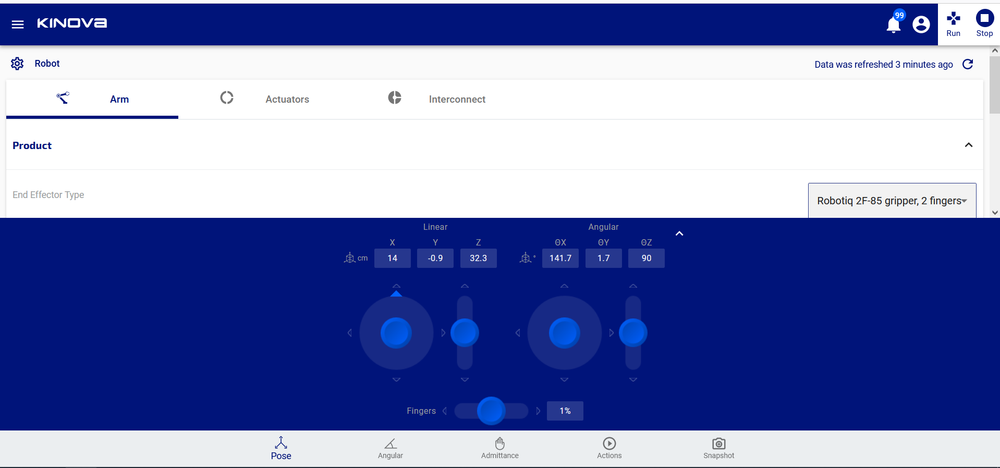 KINOVA
99
Run
Stop
Robot
Data was refreshed 3 minutes ago
Arm
Actuators
Interconnect
Product
End Effector Type
Robotiq 2F-85 gripper, 2 fingers
Linear
Angular
X Y Z
ΘX ΘY ΘZ
cm 14 -0.9 32.3
° 141.7 1.7 90
Fingers 1%
Pose
Angular
Admittance
Actions
Snapshot